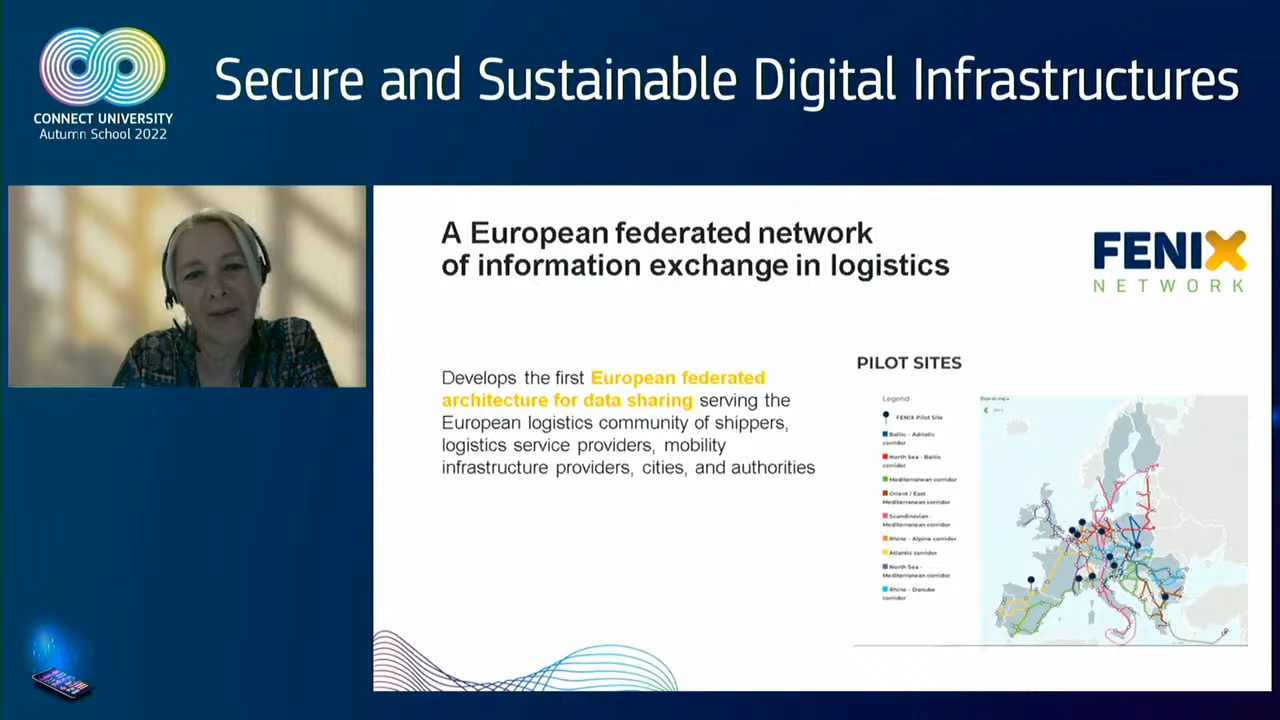 Secure and Sustainable Digital Infrastructures
CONNECT UNIVERSITY
Autumn School 2022
A European federated network
of information exchange in logistics
FENIX
NETWORK
Develops the first European federated
architecture for data sharing serving the
European logistics community of shippers,
logistics service providers, mobility
infrastructure providers, cities, and authorities
PILOT SITES
Legend
FENIX Pilot Site
Baltic - Adriatic
corridor
North Sea - Baltic
corridor
Mediterranean corridor
Orient / East
Mediterranean corridor
Scandinavian -
Mediterranean corridor
Rhine - Alpine corridor
Atlantic corridor
North Sea -
Mediterranean corridor
Rhine - Danube
corridor